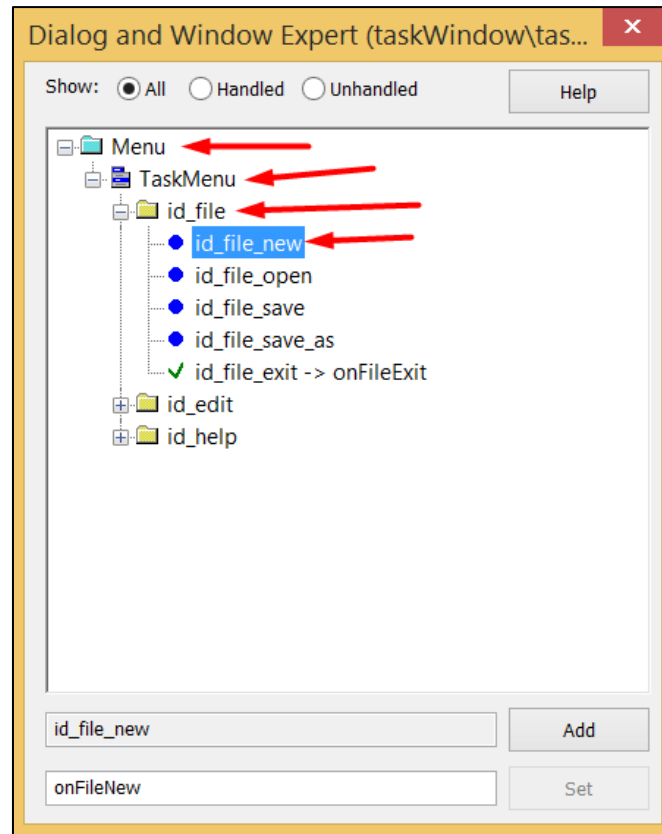 Dialog and Window Expert (taskWindow\tas...
Show: All Handled Unhandled Help
Menu
TaskMenu
id_file
id_file_new
id_file_open
id_file_save
id_file_save_as
id_file_exit -> onFileExit
id_edit
id_help
id_file_new Add
onFileNew Set